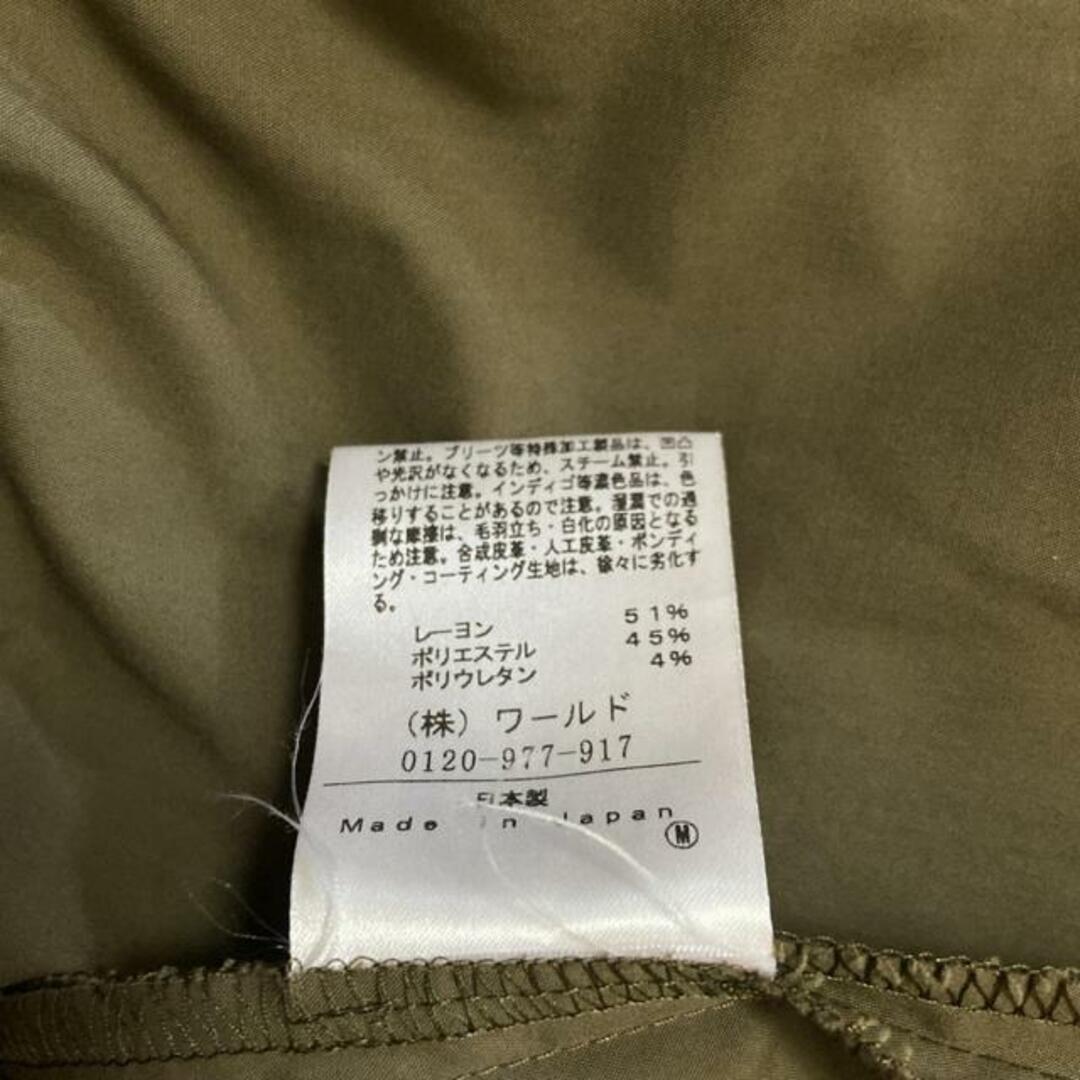 ン禁止。プリーツ等特殊加工製品は、凹凸
や光沢がなくなるため、スチーム禁止。引
っかけに注意。インディゴ等濃色品は、色
移りすることがあるので注意。湿潤での過
剰な摩擦は、毛羽立ち・白化の原因となる
ため注意。合成皮革・人工皮革・ボンディ
ング・コーティング生地は、徐々に劣化す
る。
レーヨン 51%
ポリエステル 45%
ポリウレタン 4%
(株) ワールド
0120-977-917
日本製
Made in Japan
M